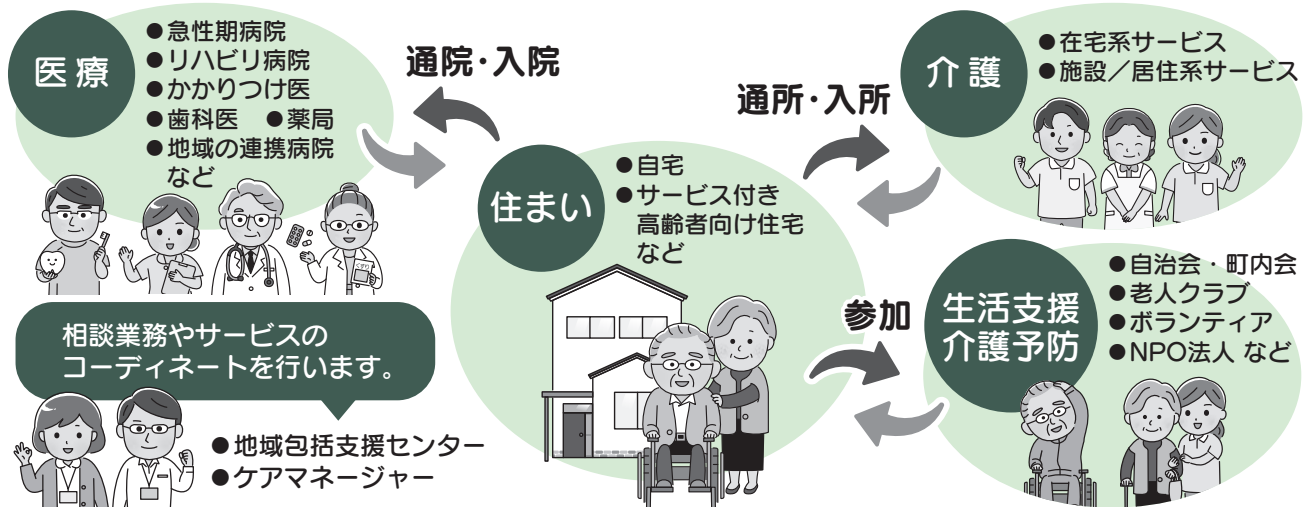 医療
●急性期病院
●リハビリ病院
●かかりつけ医
●歯科医 ●薬局
●地域の連携病院
など
通院・入院
住まい
●自宅
●サービス付き
高齢者向け住宅
など
通所・入所
介護
●在宅系サービス
●施設／居住系サービス
参加
生活支援
介護予防
●自治会・町内会
●老人クラブ
●ボランティア
●NPO法人 など
相談業務やサービスの
コーディネートを行います。
●地域包括支援センター
●ケアマネージャー
くすり